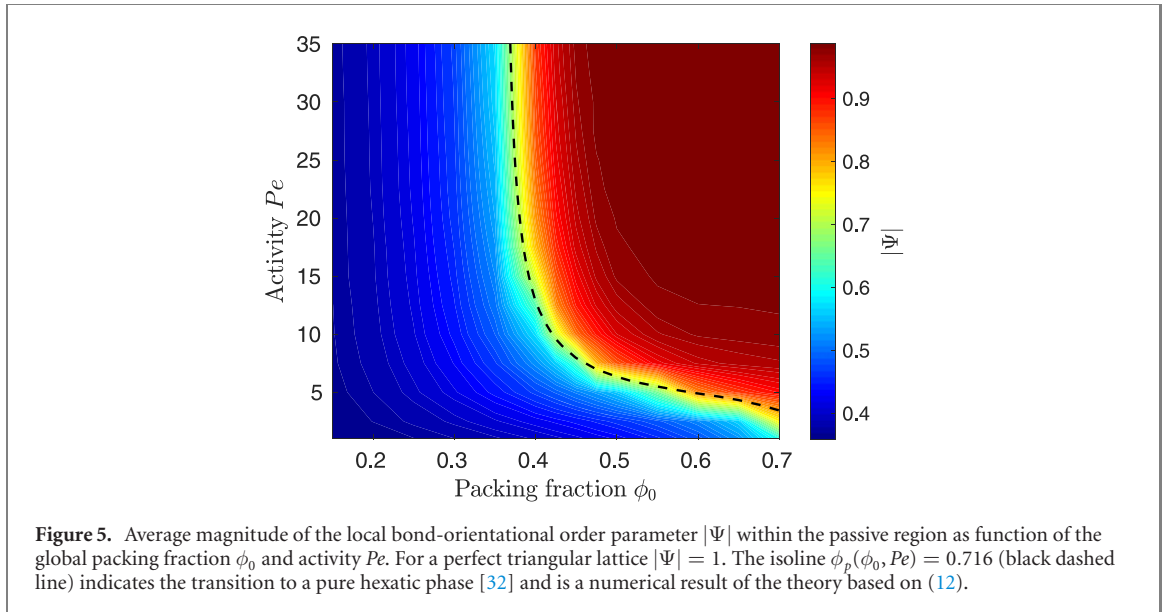 35
30
25
20
15
10
5
Activity Pe
0.2 0.3 0.4 0.5 0.6 0.7
Packing fraction ϕ₀
0.9
0.8
0.7
0.6
0.5
0.4
|Ψ|
Figure 5. Average magnitude of the local bond-orientational order parameter |Ψ| within the passive region as function of the
global packing fraction ϕ₀ and activity Pe. For a perfect triangular lattice |Ψ| = 1. The isoline ϕₚ(ϕ₀, Pe) = 0.716 (black dashed
line) indicates the transition to a pure hexatic phase [32] and is a numerical result of the theory based on (12).